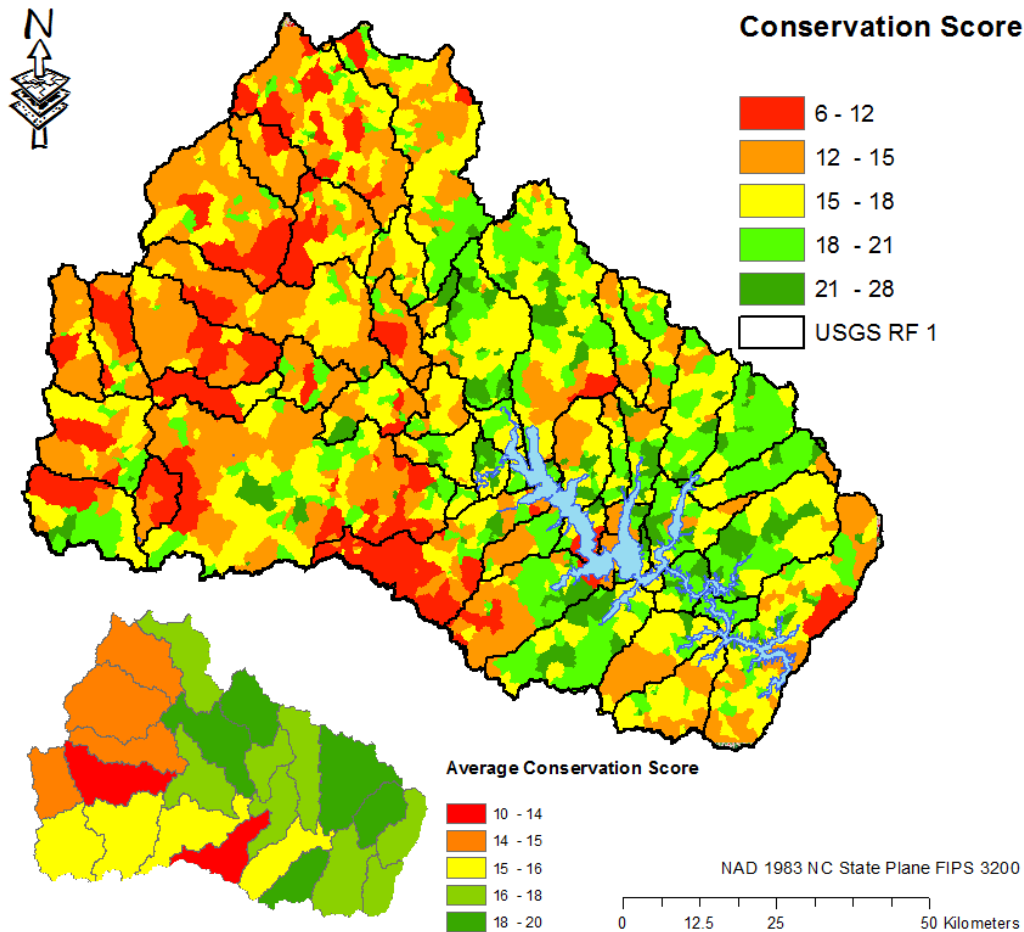 N
Conservation Score
6 - 12
12 - 15
15 - 18
18 - 21
21 - 28
USGS RF 1
Average Conservation Score
10 - 14
14 - 15
15 - 16
16 - 18
18 - 20
NAD 1983 NC State Plane FIPS 3200
0 12.5 25 50 Kilometers